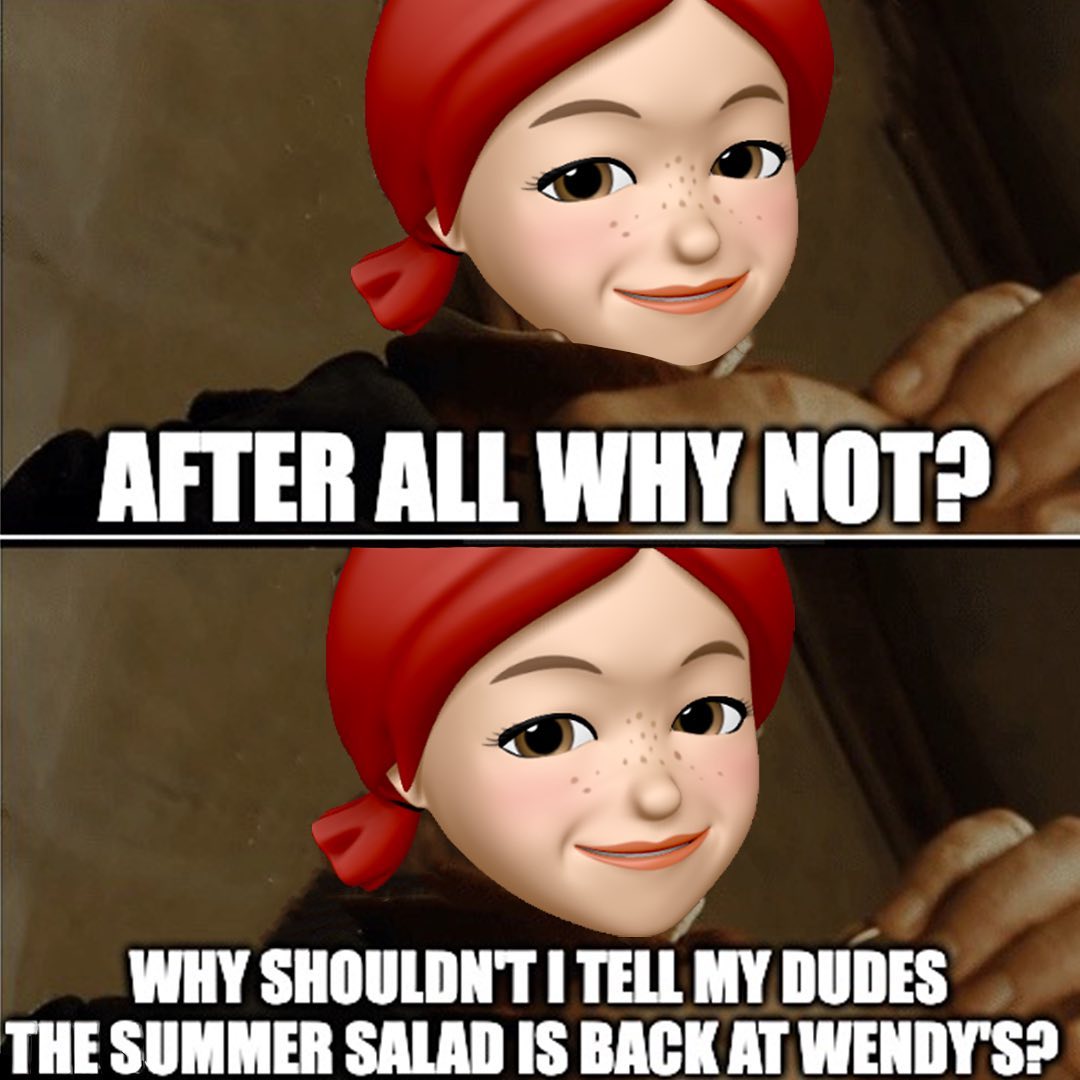 AFTER ALL WHY NOT?
WHY SHOULDN'T I TELL MY DUDES
THE SUMMER SALAD IS BACK AT WENDY'S?